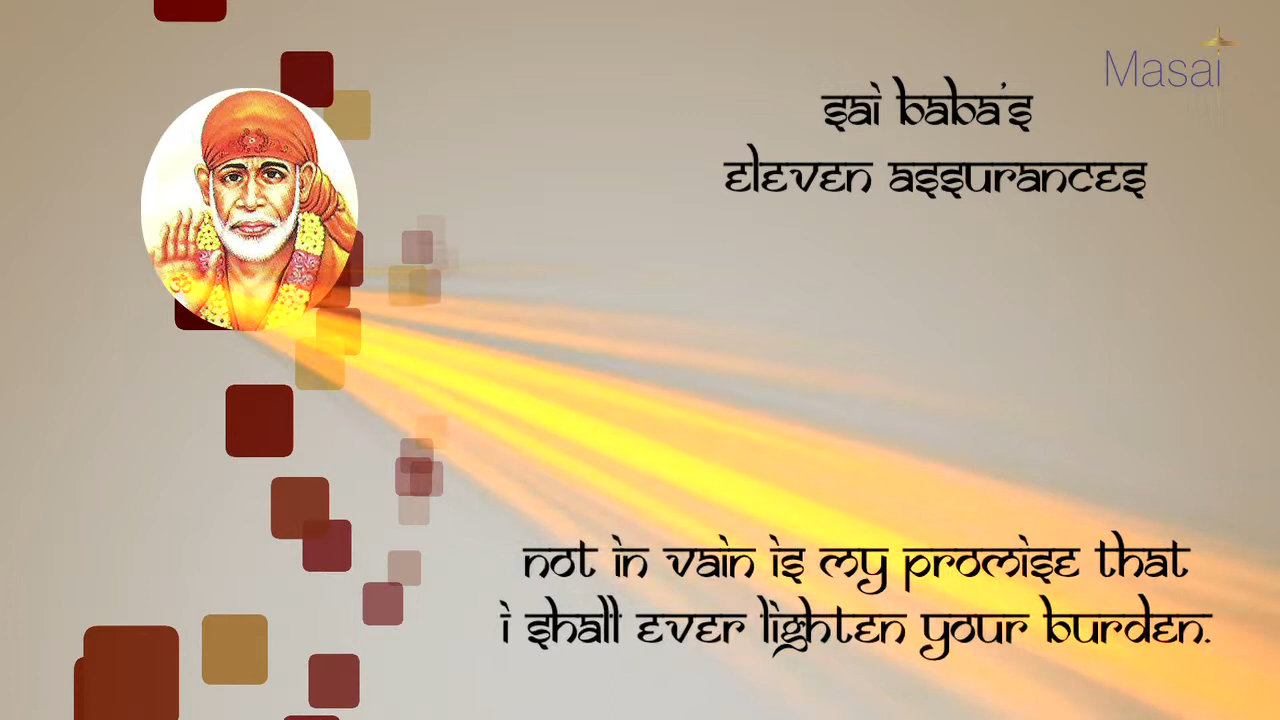 Masai
sai baba's
eleven assurances
not in vain is my promise that
i shall ever lighten your burden.